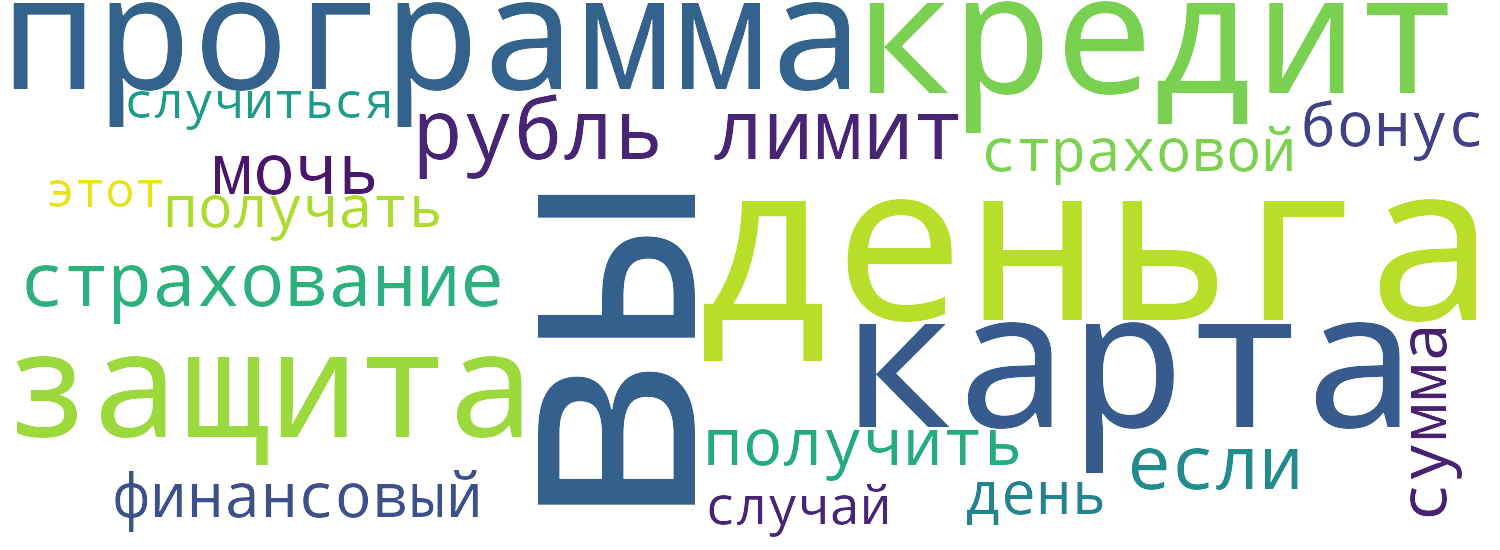 программа кредит
случиться рубль лимит бонус
мочь страховой
этот получать
вы деньга
страхование
защита карта сумма
получить если
финансовый случай день